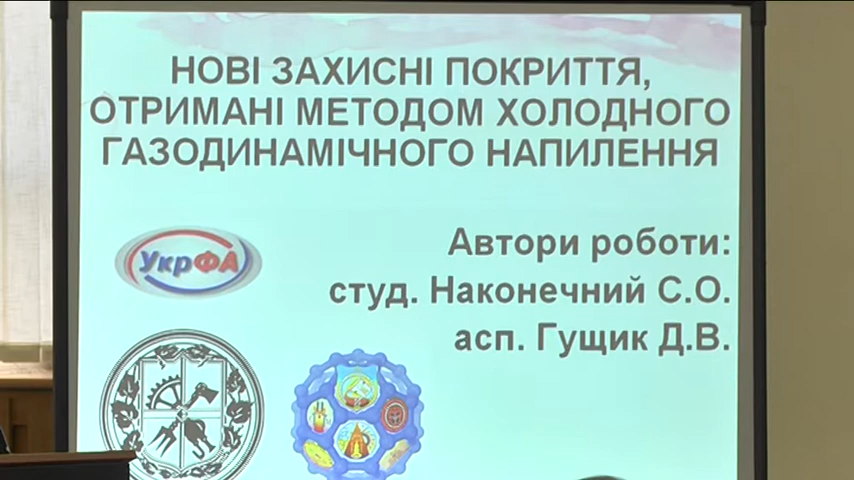 НОВІ ЗАХИСНІ ПОКРИТТЯ,
ОТРИМАНІ МЕТОДОМ ХОЛОДНОГО
ГАЗОДИНАМІЧНОГО НАПИЛЕННЯ
Автори роботи:
УкрФА
студ. Наконечний С.О.
асп. Гущик Д.В.